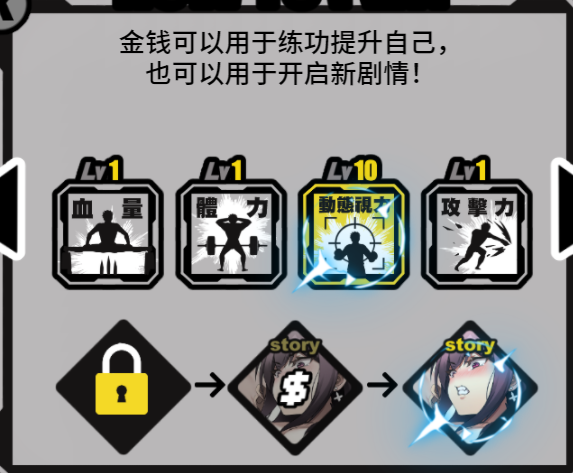 金钱可以用于练功提升自己，
也可以用于开启新剧情！
Lv1 Lv1 Lv10 Lv1
血量 體力 動態視力 攻擊力
story story
$